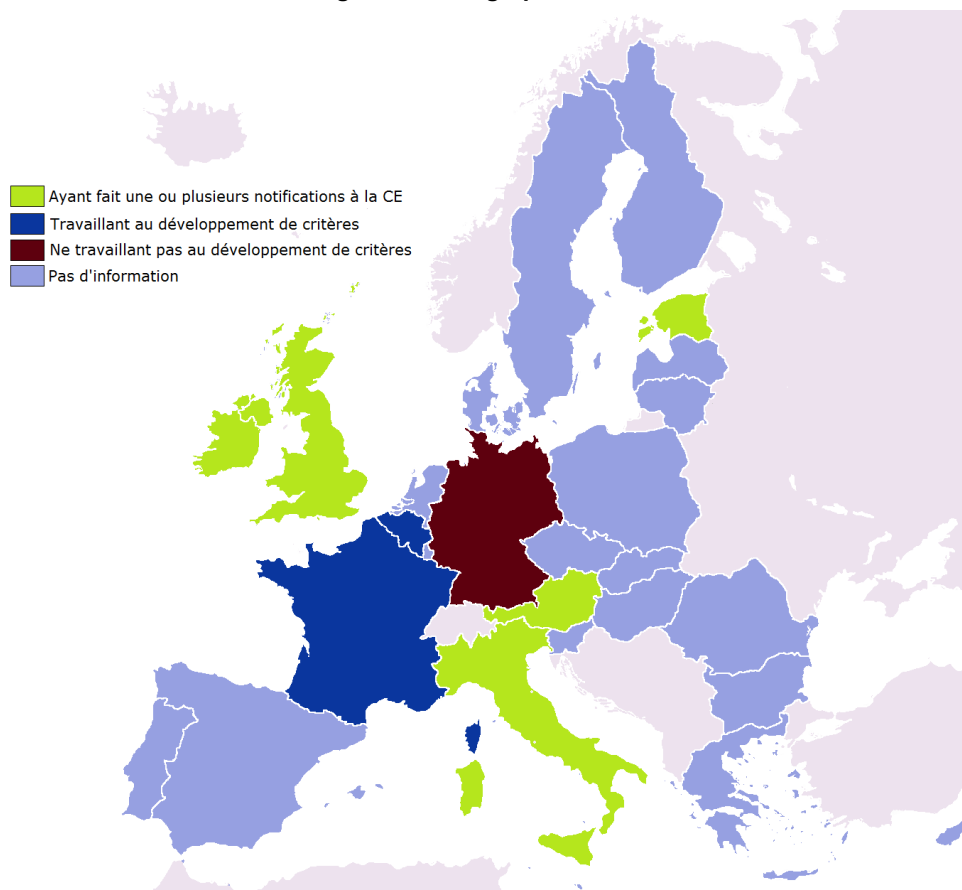 Ayant fait une ou plusieurs notifications à la CE
Travaillant au développement de critères
Ne travaillant pas au développement de critères
Pas d'information